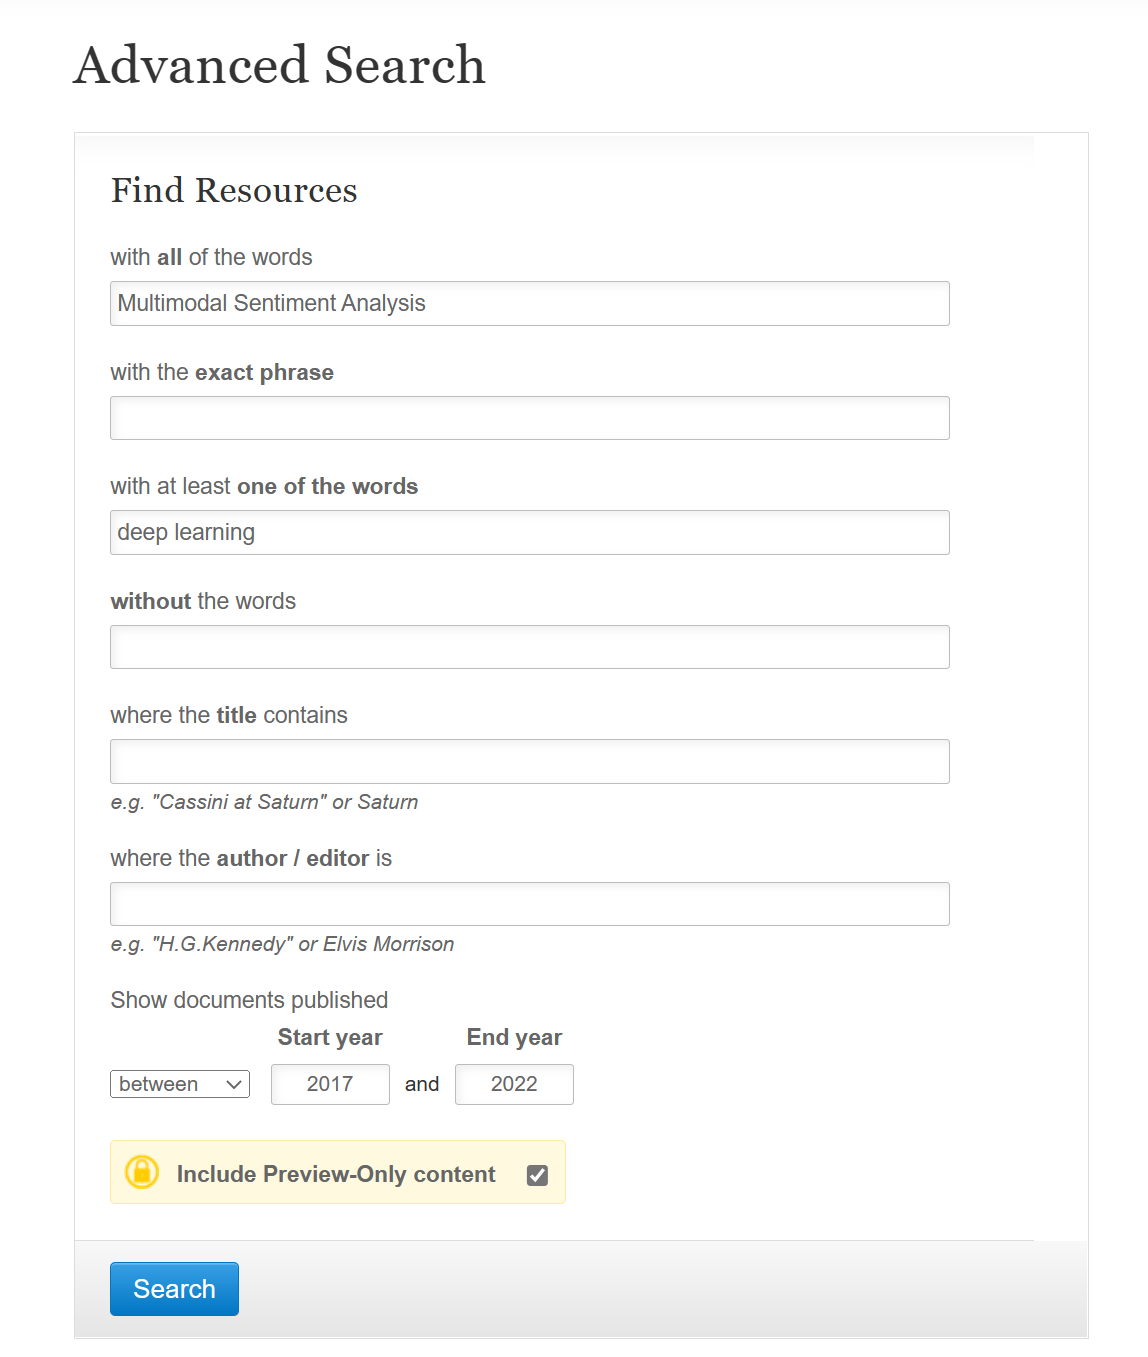 Advanced Search
Find Resources
with all of the words
Multimodal Sentiment Analysis
with the exact phrase
with at least one of the words
deep learning
without the words
where the title contains
e.g. "Cassini at Saturn" or Saturn
where the author / editor is
e.g. "H.G.Kennedy" or Elvis Morrison
Show documents published
Start year End year
between 2017 and 2022
Include Preview-Only content
Search